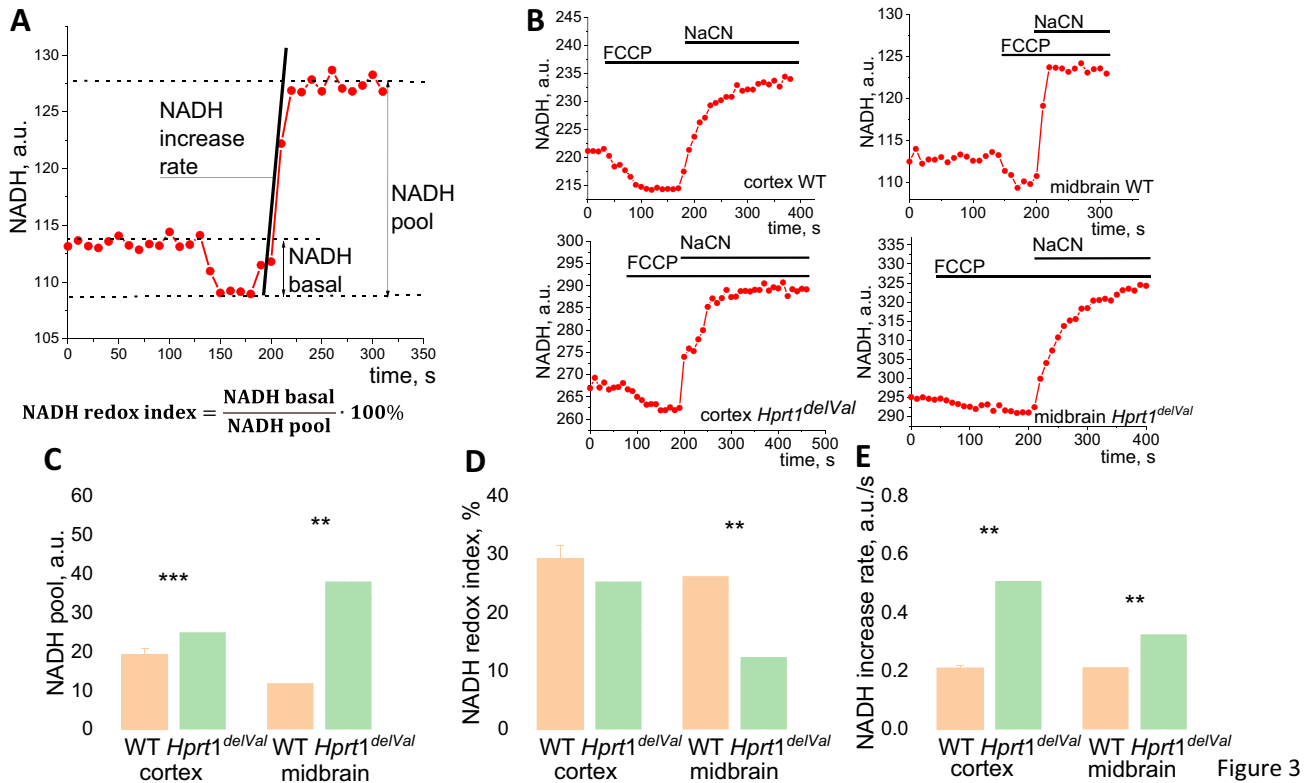 A
NADH, a.u.
130
125
120
115
110
105
0
50
100
150
200
250
300
350
time, s
NADH
increase
rate
NADH
pool
NADH
basal
NADH redox index = NADH basal / NADH pool · 100%
B
NaCN
FCCP
NADH, a.u.
245
240
235
230
225
220
215
0
100
200
300
400
500
cortex WT
time, s
NaCN
FCCP
NADH, a.u.
130
125
120
115
110
0
100
200
300
midbrain WT
time, s
NaCN
FCCP
NADH, a.u.
300
295
290
285
280
275
270
265
260
0
100
200
300
400
500
cortex Hprt1delVal
time, s
NaCN
FCCP
NADH, a.u.
335
330
325
320
315
310
305
300
295
290
0
100
200
300
400
midbrain Hprt1delVal
time, s
C
NADH pool, a.u.
60
50
40
30
20
10
0
***
**
WT Hprt1delVal
cortex
WT Hprt1delVal
midbrain
D
NADH redox index, %
40
30
20
10
0
**
WT Hprt1delVal
cortex
WT Hprt1delVal
midbrain
E
NADH increase rate, a.u./s
0.8
0.6
0.4
0.2
0.0
**
**
WT Hprt1delVal
cortex
WT Hprt1delVal
midbrain
Figure 3